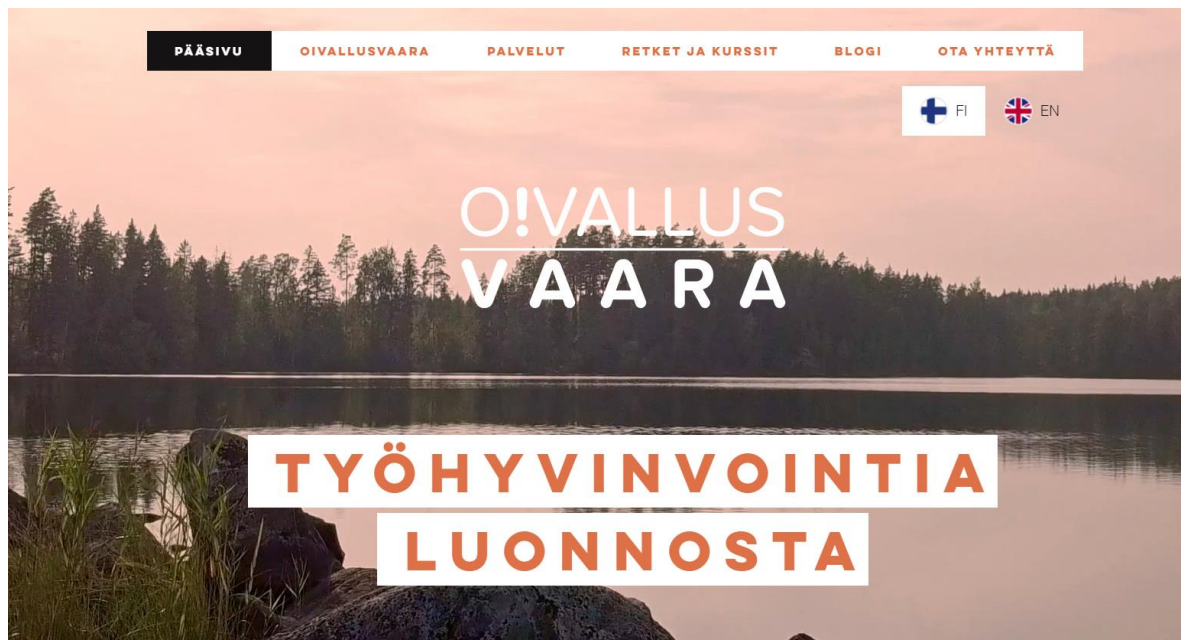 PÄÄSIVU OIVALLUSVAARA PALVELUT RETKET JA KURSSIT BLOGI OTA YHTEYTTÄ
FI EN
O!VALLUS
VAARA
TYÖHYVINVOINTIA
LUONNOSTA